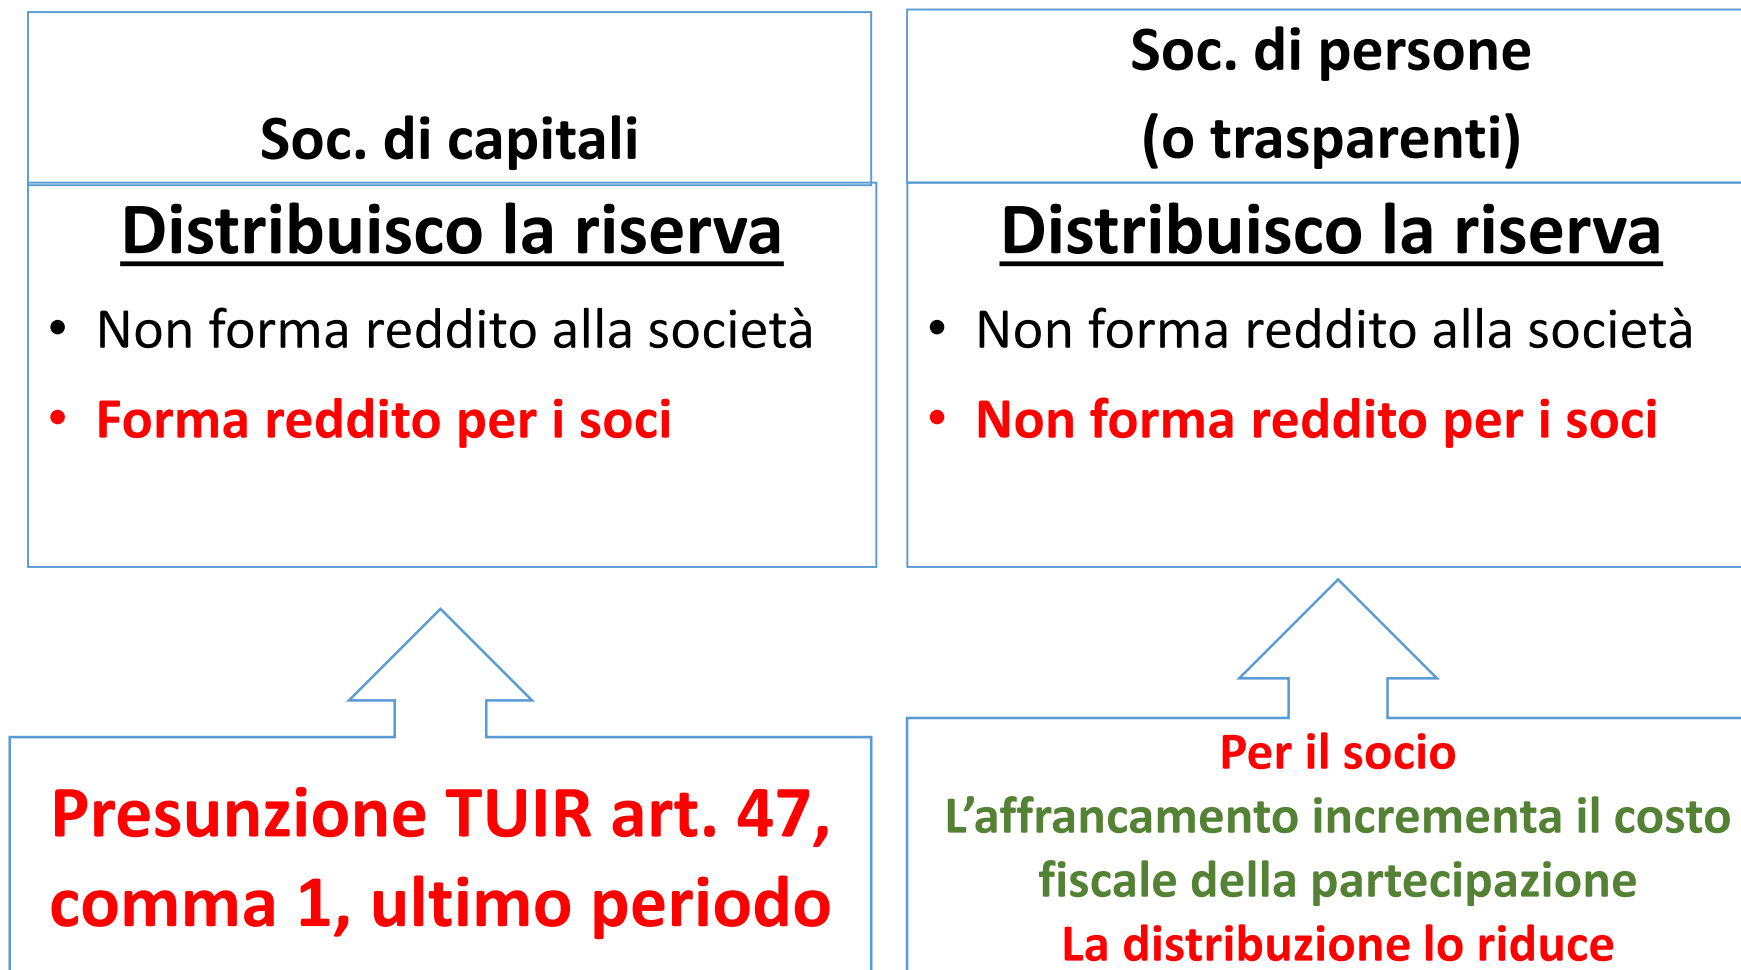 Soc. di capitali
Distribuisco la riserva
• Non forma reddito alla società
• Forma reddito per i soci
Presunzione TUIR art. 47,
comma 1, ultimo periodo
Soc. di persone
(o trasparenti)
Distribuisco la riserva
• Non forma reddito alla società
• Non forma reddito per i soci
Per il socio
L’affrancamento incrementa il costo
fiscale della partecipazione
La distribuzione lo riduce